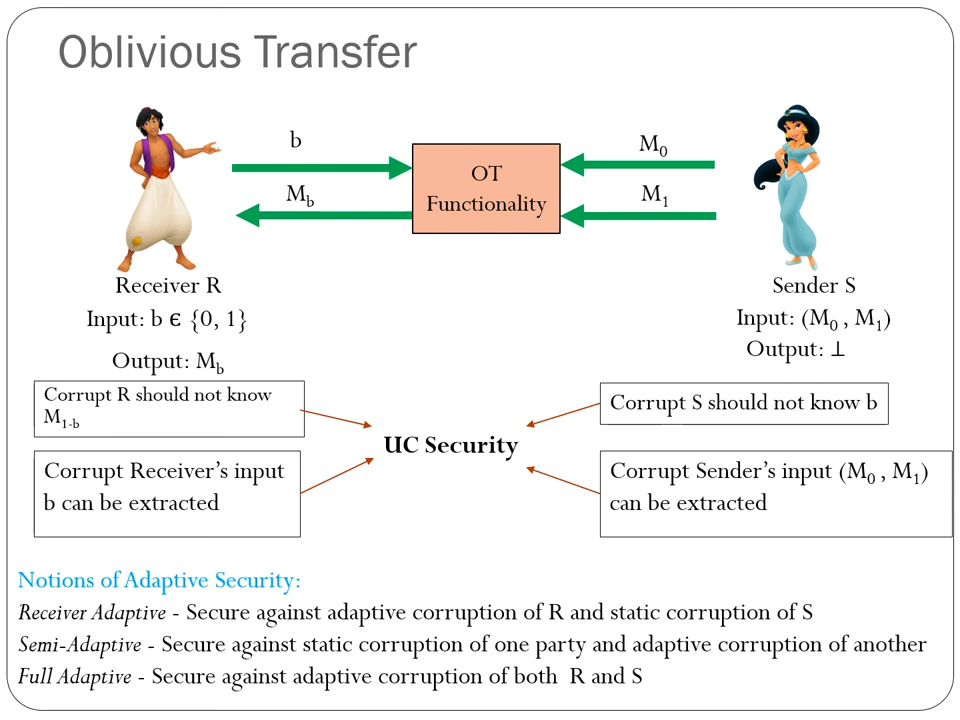 Oblivious Transfer
b
M₀
OT
Functionality
M_b
M₁
Receiver R
Sender S
Input: b ϵ {0, 1}
Input: (M₀ , M₁)
Output: M_b
Output: ⊥
Corrupt R should not know
M₁₋b
Corrupt S should not know b
UC Security
Corrupt Receiver’s input
b can be extracted
Corrupt Sender’s input (M₀ , M₁)
can be extracted
Notions of Adaptive Security:
Receiver Adaptive - Secure against adaptive corruption of R and static corruption of S
Semi-Adaptive - Secure against static corruption of one party and adaptive corruption of another
Full Adaptive - Secure against adaptive corruption of both R and S